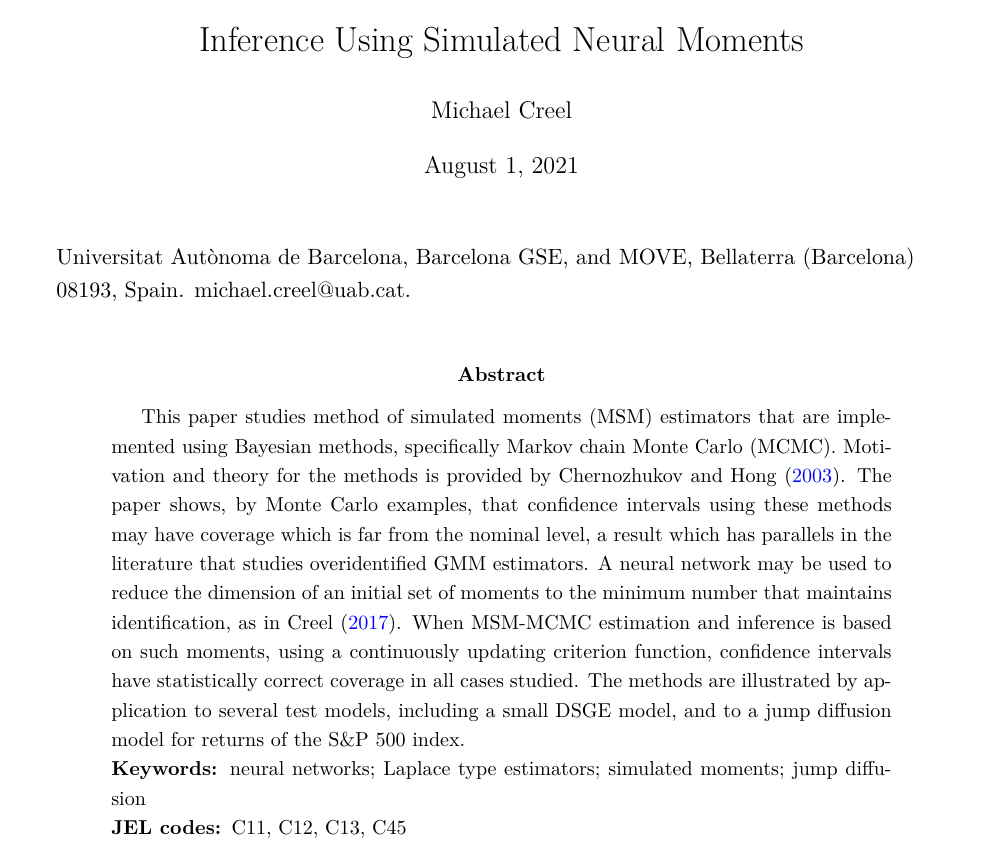 Inference Using Simulated Neural Moments
Michael Creel
August 1, 2021
Universitat Autònoma de Barcelona, Barcelona GSE, and MOVE, Bellaterra (Barcelona)
08193, Spain. michael.creel@uab.cat.
Abstract
This paper studies method of simulated moments (MSM) estimators that are imple-
mented using Bayesian methods, specifically Markov chain Monte Carlo (MCMC). Moti-
vation and theory for the methods is provided by Chernozhukov and Hong (2003). The
paper shows, by Monte Carlo examples, that confidence intervals using these methods
may have coverage which is far from the nominal level, a result which has parallels in the
literature that studies overidentified GMM estimators. A neural network may be used to
reduce the dimension of an initial set of moments to the minimum number that maintains
identification, as in Creel (2017). When MSM-MCMC estimation and inference is based
on such moments, using a continuously updating criterion function, confidence intervals
have statistically correct coverage in all cases studied. The methods are illustrated by ap-
plication to several test models, including a small DSGE model, and to a jump diffusion
model for returns of the S&P 500 index.
Keywords: neural networks; Laplace type estimators; simulated moments; jump diffu-
sion
JEL codes: C11, C12, C13, C45